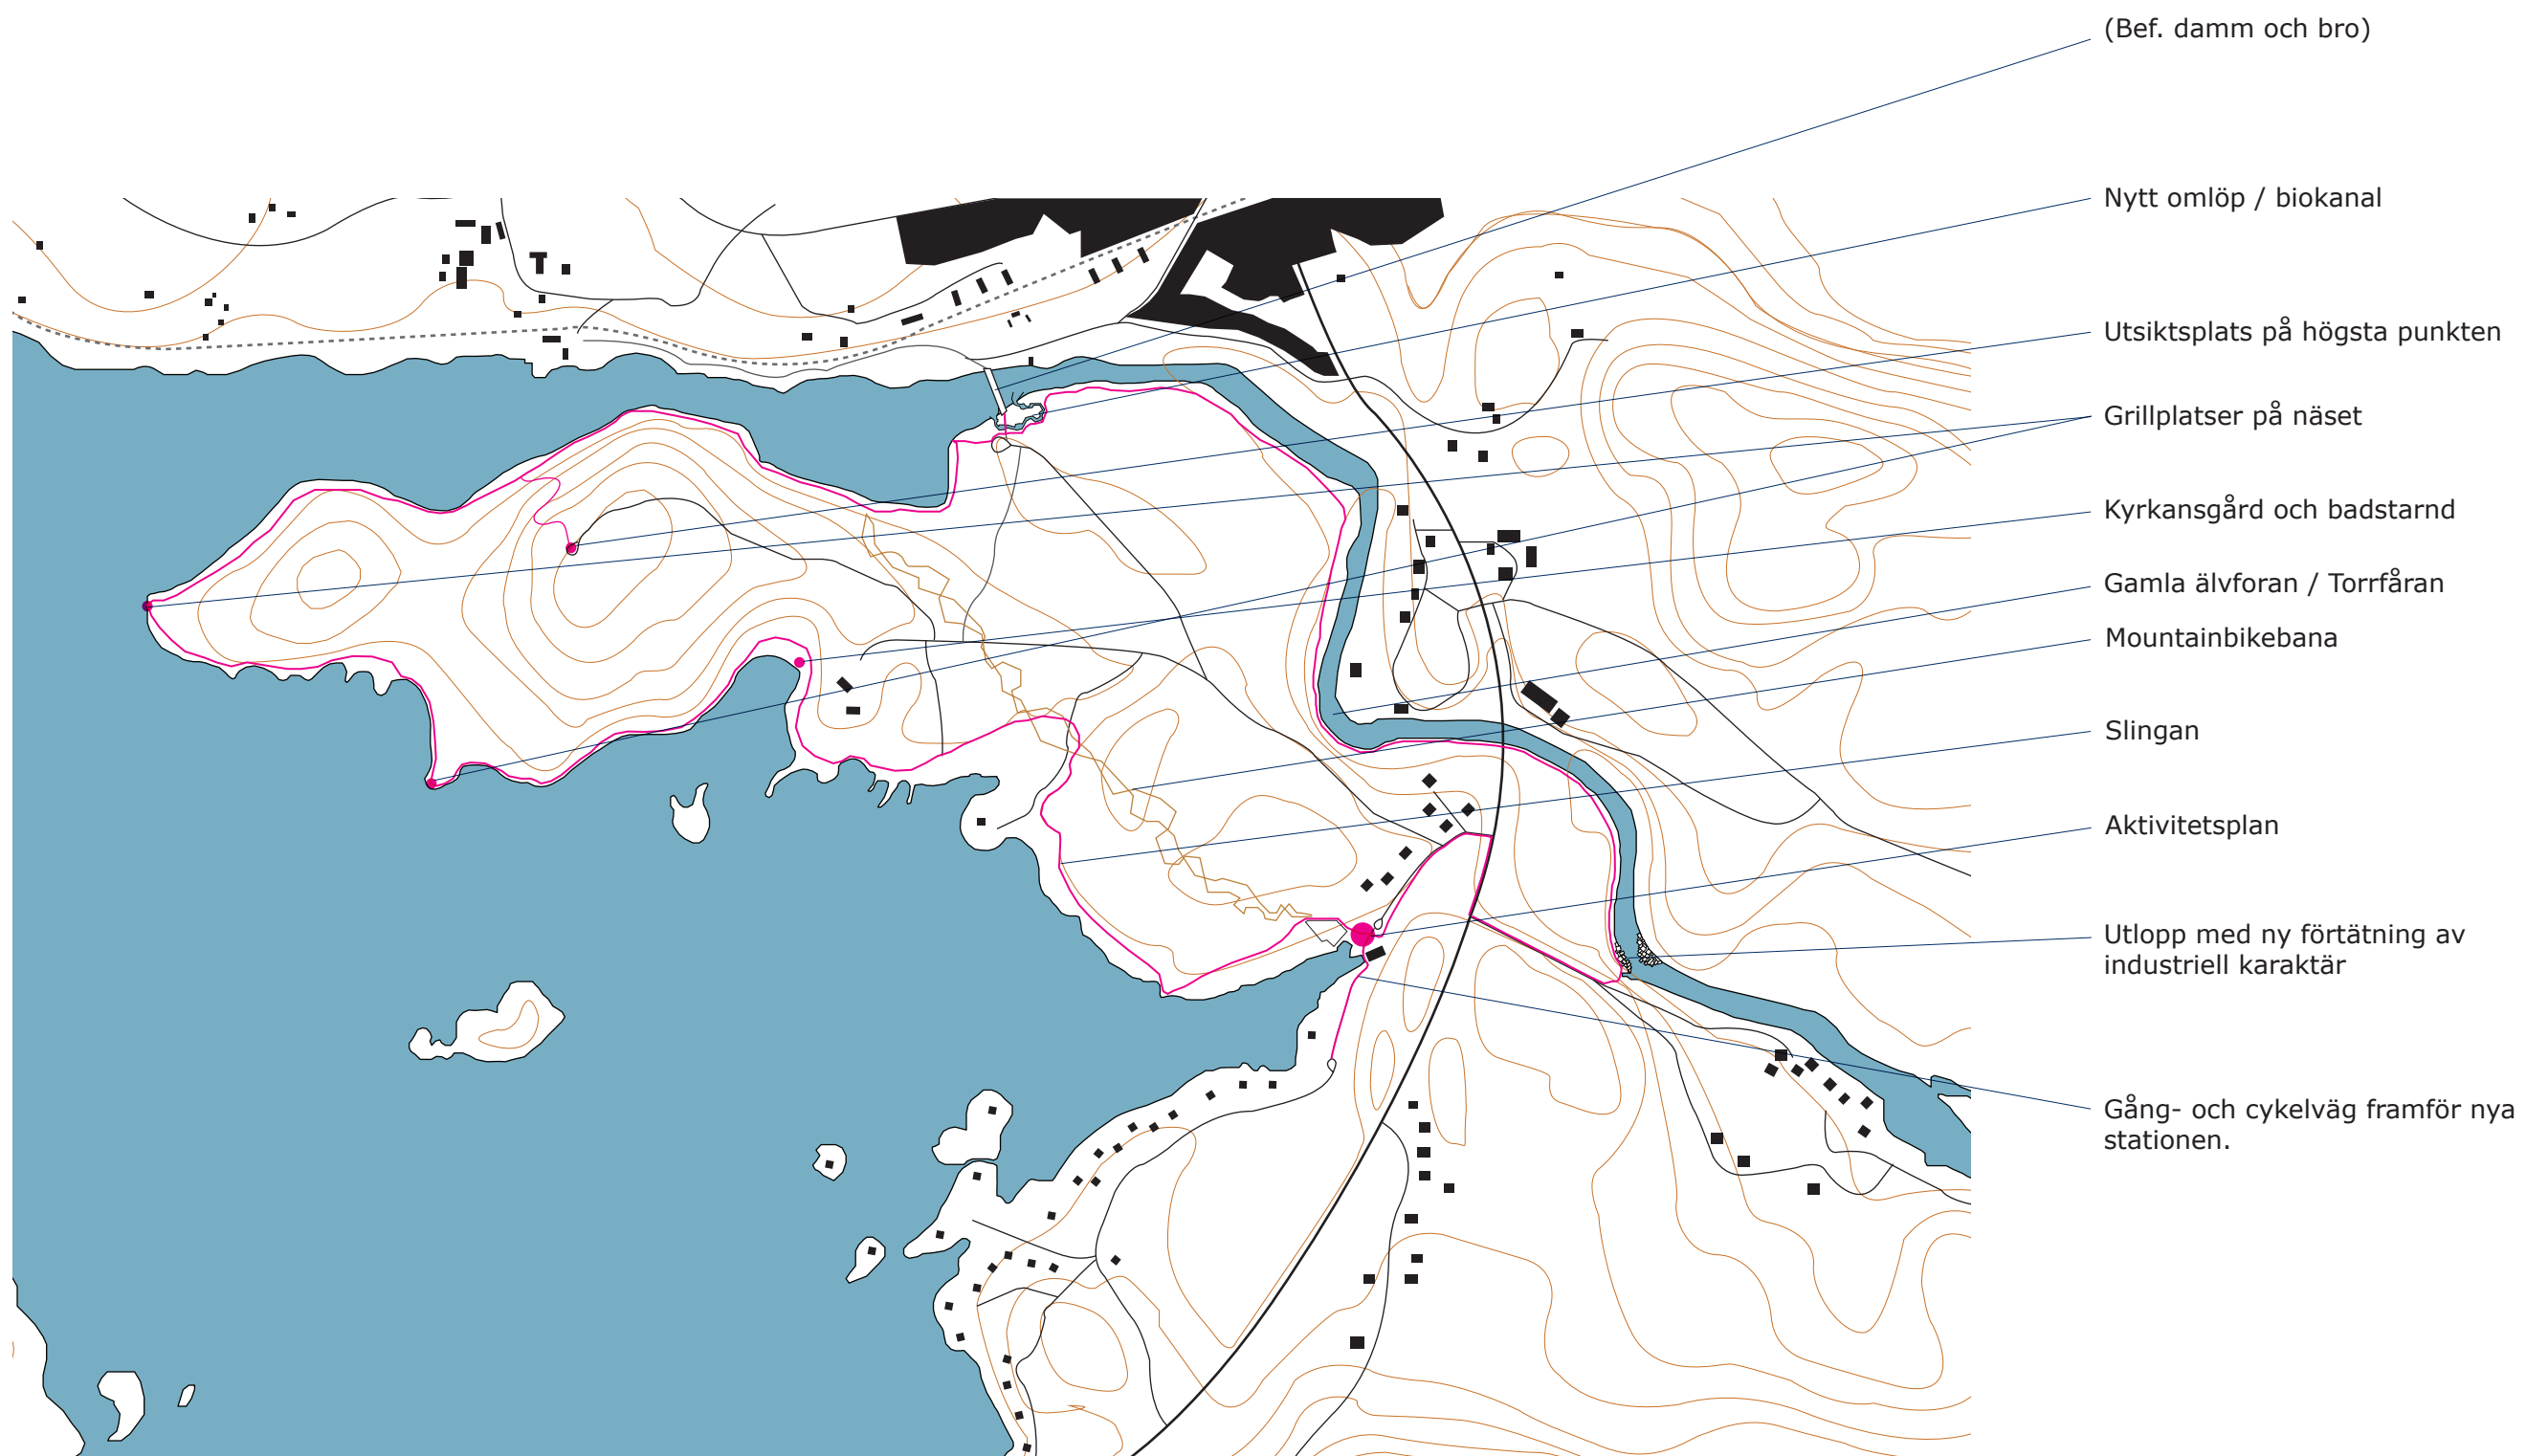 (Bef. damm och bro)
Nytt omlöp / biokanal
Utsiktsplats på högsta punkten
Grillplatser på näset
Kyrkansgård och badstarnd
Gamla älvforan / Torrfåran
Mountainbikebana
Slingan
Aktivitetsplan
Utlopp med ny förtätning av
industriell karaktär
Gång- och cykelväg framför nya
stationen.